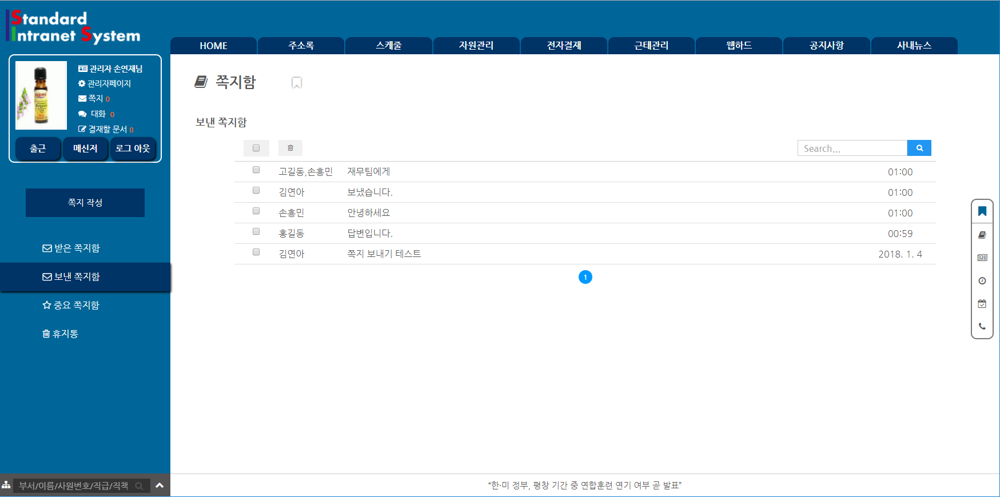 Standard
Intranet System
HOME
주소록
스케줄
자원관리
전자결재
근태관리
웹하드
공지사항
사내뉴스
관리자 손연재님
관리자페이지
쪽지 0
대화 0
결재할 문서 0
출근
메신저
로그 아웃
쪽지 작성
받은 쪽지함
보낸 쪽지함
중요 쪽지함
휴지통
부서/이름/사원번호/직급/직책
쪽지함
보낸 쪽지함
Search...
고길동,손흥민 재무팀에게 01:00
김연아 보냈습니다. 01:00
손흥민 안녕하세요 01:00
홍길동 답변입니다. 00:59
김연아 쪽지 보내기 테스트 2018. 1. 4
1
“한·미 정부, 평창 기간 중 연합훈련 연기 여부 곧 발표”